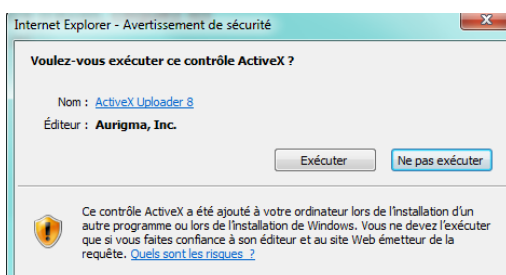 Internet Explorer - Avertissement de sécurité
X
Voulez-vous exécuter ce contrôle ActiveX ?
Nom : ActiveX Uploader 8
Éditeur : Aurigma, Inc.
Exécuter Ne pas exécuter
Ce contrôle ActiveX a été ajouté à votre ordinateur lors de l'installation d'un
autre programme ou lors de l'installation de Windows. Vous ne devez l'exécuter
que si vous faites confiance à son éditeur et au site Web émetteur de la
requête. Quels sont les risques ?